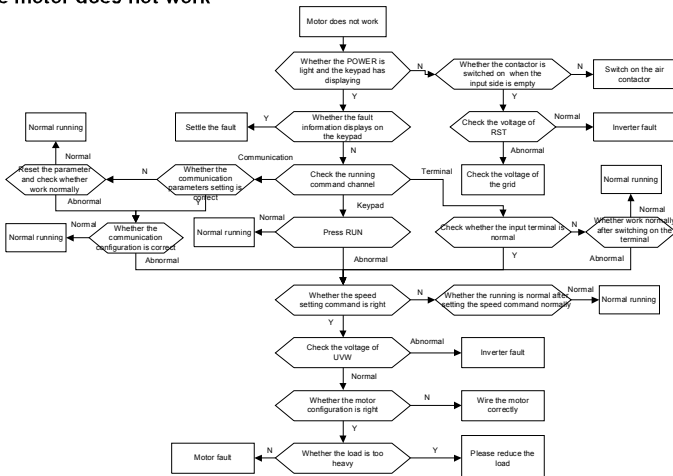 e motor does not work
Motor does not work
Whether the POWER is
light and the keypad has
displaying
N
Whether the contactor is
switched on when the
input side is empty
N
Switch on the air
contactor
Y
Y
Settle the fault
Y
Whether the fault
information displays on
the keypad
Check the voltage of
RST
Normal
Inverter fault
Normal running
N
Abnormal
Normal
Communication
Reset the parameter
and check whether
work normally
N
Whether the
communication
parameters setting is
correct
Check the running
command channel
Terminal
Check the voltage of
the grid
Normal running
Abnormal
Y
Keypad
Normal
Normal running
Normal
Whether the
communication
configuration is correct
Normal running
Normal
Press RUN
Check whether the input terminal is
normal
N
Whether work normally
after switching on the
terminal
Abnormal
Abnormal
Y
Abnormal
Whether the speed
setting command is right
N
Whether the running is normal after
setting the speed command normally
Normal
Normal running
Y
Check the voltage of
UVW
Abnormal
Inverter fault
Normal
Whether the motor
configuration is right
N
Wire the motor
correctly
Y
Motor fault
N
Whether the load is too
heavy
Y
Please reduce the
load